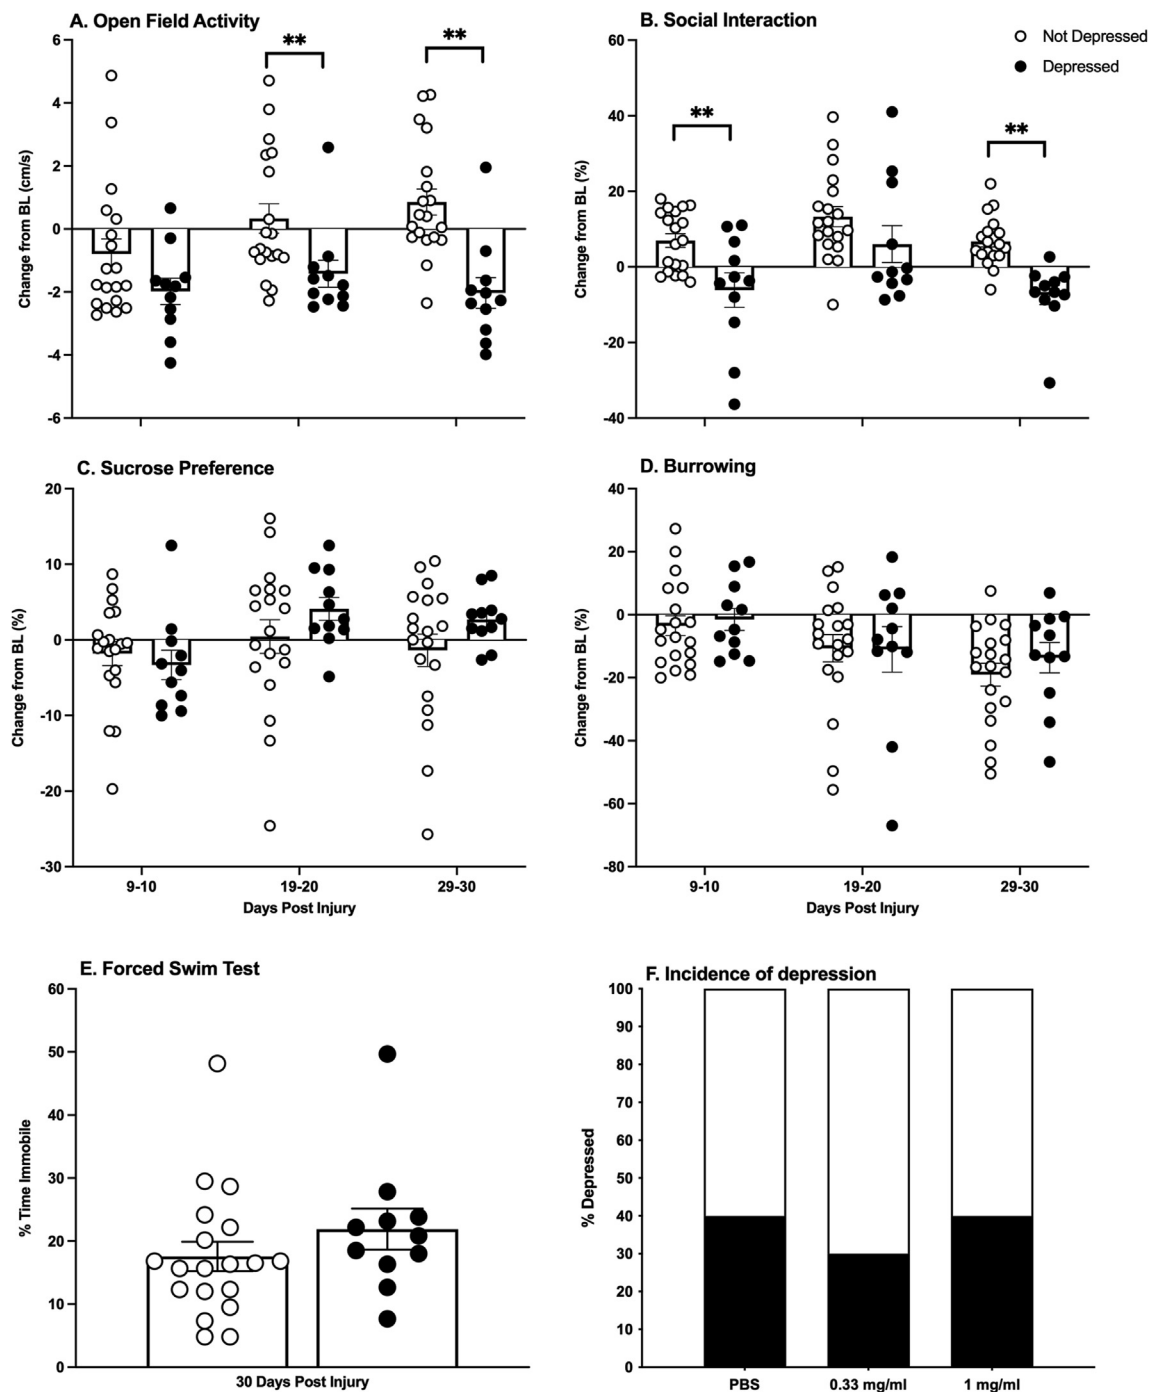 A. Open Field Activity
Change from BL (cm/s)
6
4
2
0
-2
-4
-6
**
**
B. Social Interaction
Not Depressed
Depressed
Change from BL (%)
60
40
20
0
-20
-40
**
**
C. Sucrose Preference
Change from BL (%)
20
10
0
-10
-20
-30
9-10 19-20 29-30
Days Post Injury
D. Burrowing
Change from BL (%)
40
20
0
-20
-40
-60
-80
9-10 19-20 29-30
Days Post Injury
E. Forced Swim Test
% Time Immobile
60
50
40
30
20
10
0
30 Days Post Injury
F. Incidence of depression
% Depressed
100
90
80
70
60
50
40
30
20
10
0
PBS 0.33 mg/ml 1 mg/ml